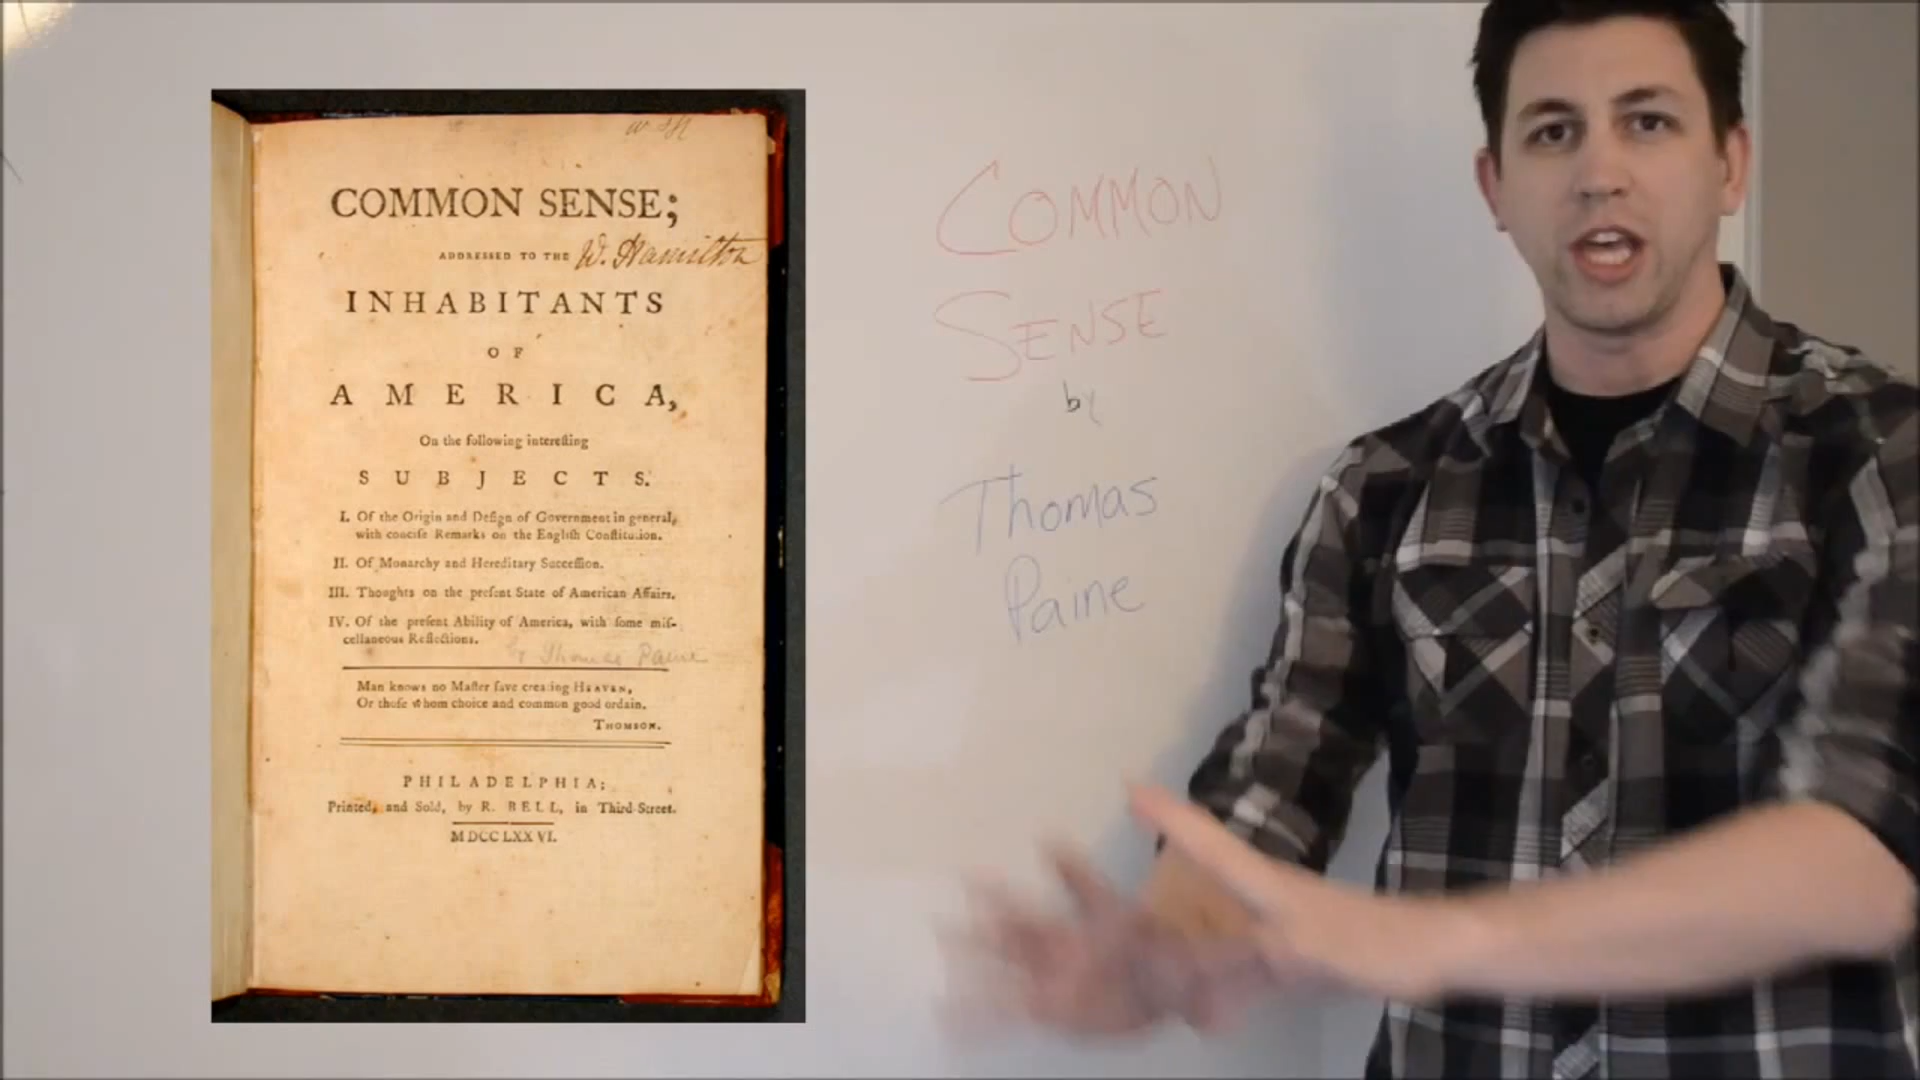 COMMON SENSE;
ADDRESSED TO THE W. Hamilton
INHABITANTS
OF
AMERICA,
On the following intereſting
SUBJECTS.
I. Of the Origin and Deſign of Government in general,
with conciſe Remarks on the Engliſh Conſtitution.
II. Of Monarchy and Hereditary Succeſſion.
III. Thoughts on the preſent State of American Affairs.
IV. Of the preſent Ability of America, with ſome miſ-
cellaneous Reflections.
by Thomas Paine
Man knows no Maſter ſave creating HEAVEN,
Or thoſe whom choice and common good ordain.
THOMSON.
PHILADELPHIA;
Printed, and Sold, by R. BELL, in Third-Street.
MDCCLXXVI.
COMMON
SENSE
by
Thomas
Paine